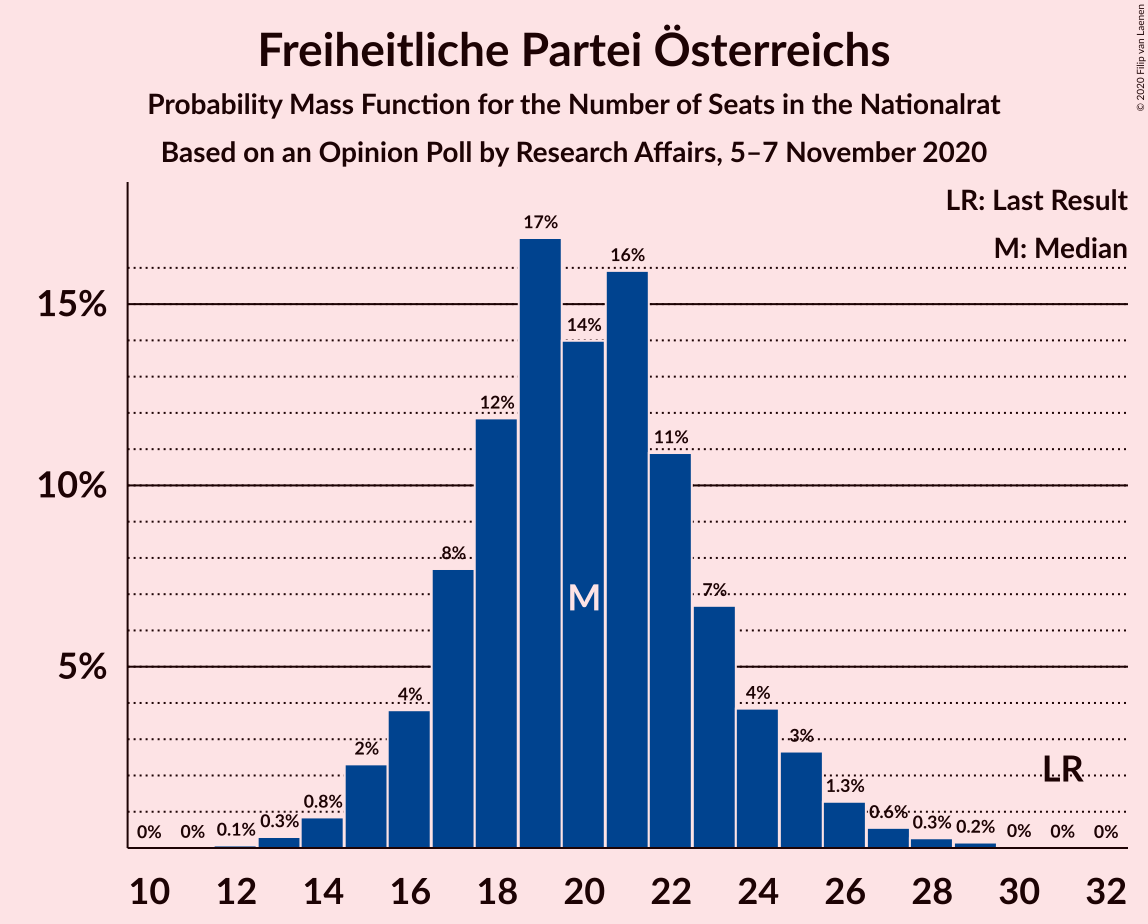 Freiheitliche Partei Österreichs
Probability Mass Function for the Number of Seats in the Nationalrat
Based on an Opinion Poll by Research Affairs, 5–7 November 2020
© 2020 Filip van Laenen
LR: Last Result
M: Median
15%
10%
5%
0%
0%
0.1%
0.3%
0.8%
2%
4%
8%
12%
17%
14%
16%
11%
7%
4%
3%
1.3%
0.6%
0.3%
0.2%
0%
0%
0%
M
LR
10 12 14 16 18 20 22 24 26 28 30 32